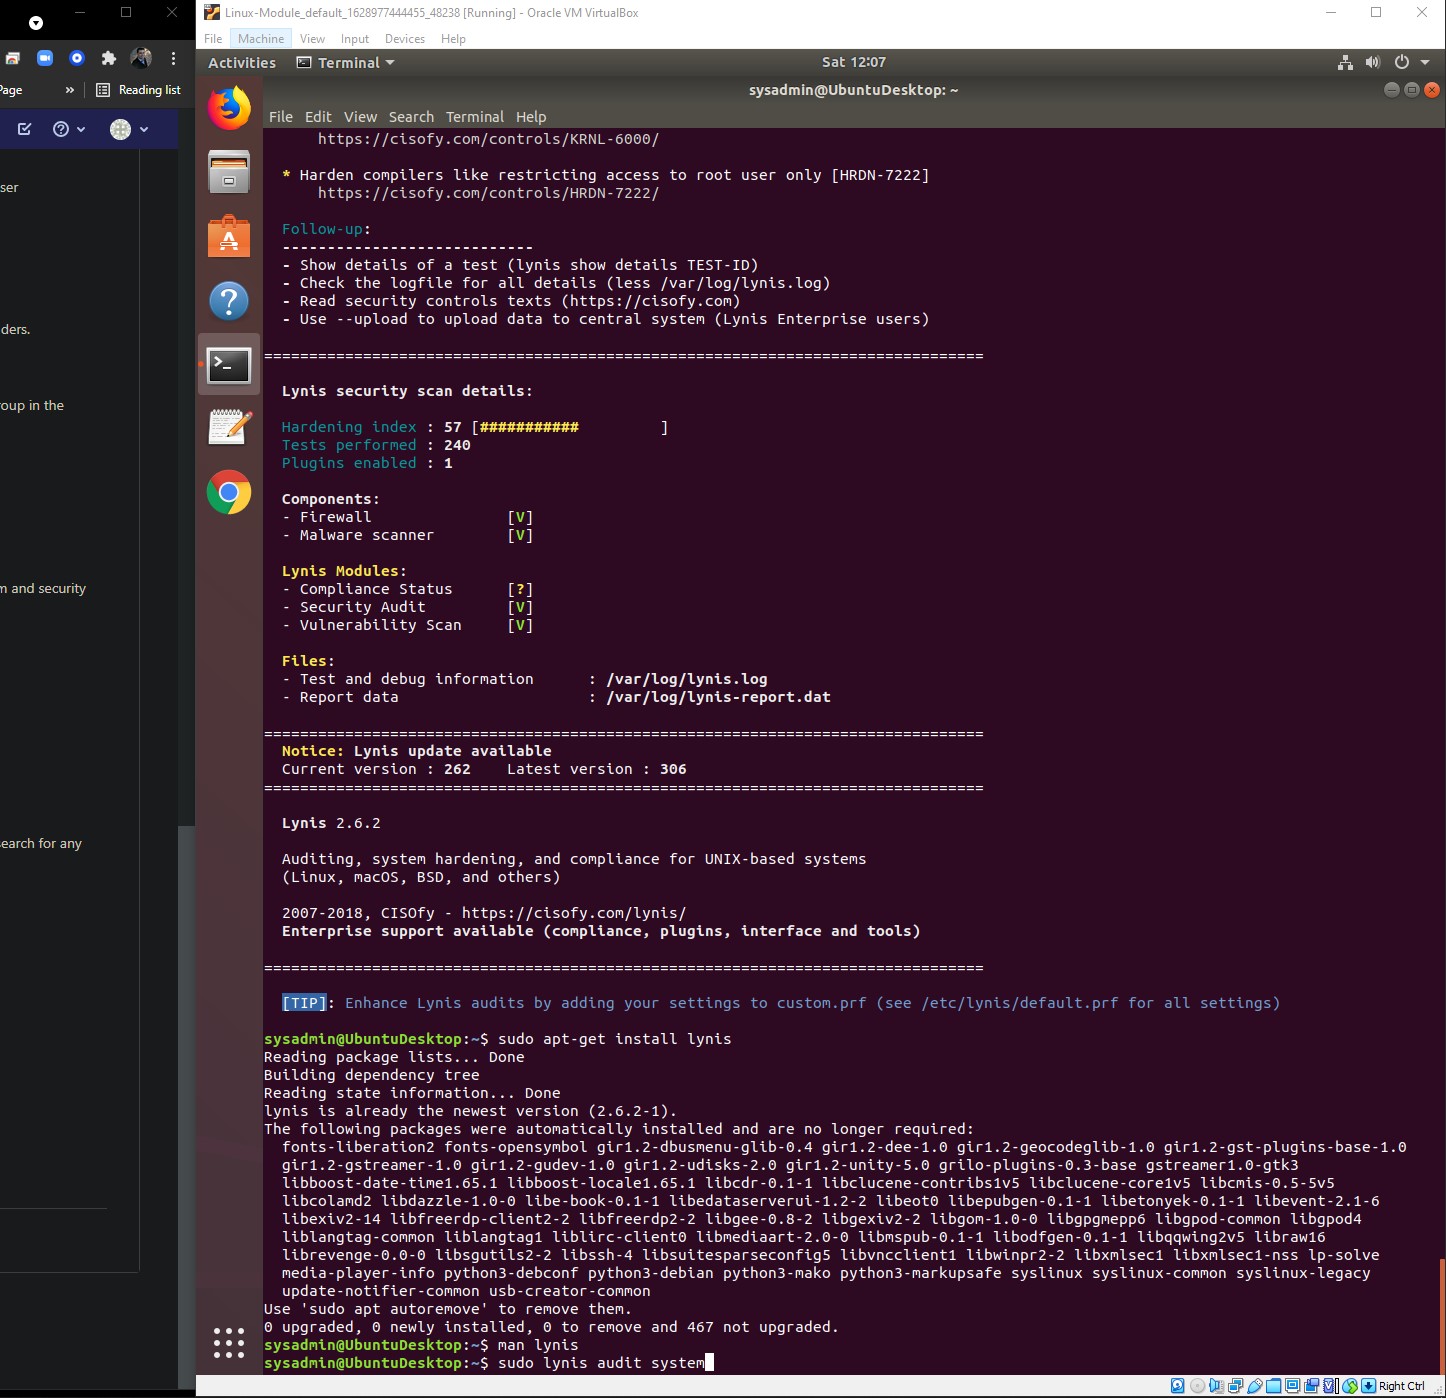 Page
»
Reading list
ser
ders.
roup in the
m and security
search for any
Linux-Module_default_1628977444455_48238 [Running] - Oracle VM VirtualBox
File Machine View Input Devices Help
Activities Terminal Sat 12:07
sysadmin@UbuntuDesktop: ~
File Edit View Search Terminal Help
https://cisofy.com/controls/KRNL-6000/
* Harden compilers like restricting access to root user only [HRDN-7222]
https://cisofy.com/controls/HRDN-7222/
Follow-up:
----------------------------
- Show details of a test (lynis show details TEST-ID)
- Check the logfile for all details (less /var/log/lynis.log)
- Read security controls texts (https://cisofy.com)
- Use --upload to upload data to central system (Lynis Enterprise users)
================================================================================
Lynis security scan details:
Hardening index : 57 [###########         ]
Tests performed : 240
Plugins enabled : 1
Components:
- Firewall [V]
- Malware scanner [V]
Lynis Modules:
- Compliance Status [?]
- Security Audit [V]
- Vulnerability Scan [V]
Files:
- Test and debug information : /var/log/lynis.log
- Report data : /var/log/lynis-report.dat
================================================================================
Notice: Lynis update available
Current version : 262 Latest version : 306
================================================================================
Lynis 2.6.2
Auditing, system hardening, and compliance for UNIX-based systems
(Linux, macOS, BSD, and others)
2007-2018, CISOfy - https://cisofy.com/lynis/
Enterprise support available (compliance, plugins, interface and tools)
================================================================================
[TIP]: Enhance Lynis audits by adding your settings to custom.prf (see /etc/lynis/default.prf for all settings)
sysadmin@UbuntuDesktop:~$ sudo apt-get install lynis
Reading package lists... Done
Building dependency tree
Reading state information... Done
lynis is already the newest version (2.6.2-1).
The following packages were automatically installed and are no longer required:
fonts-liberation2 fonts-opensymbol gir1.2-dbusmenu-glib-0.4 gir1.2-dee-1.0 gir1.2-geocodeglib-1.0 gir1.2-gst-plugins-base-1.0
gir1.2-gstreamer-1.0 gir1.2-gudev-1.0 gir1.2-udisks-2.0 gir1.2-unity-5.0 grilo-plugins-0.3-base gstreamer1.0-gtk3
libboost-date-time1.65.1 libboost-locale1.65.1 libcdr-0.1-1 libclucene-contribs1v5 libclucene-core1v5 libcmis-0.5-5v5
libcolamd2 libdazzle-1.0-0 libe-book-0.1-1 libedataserverui-1.2-2 libeot0 libepubgen-0.1-1 libetonyek-0.1-1 libevent-2.1-6
libexiv2-14 libfreerdp-client2-2 libfreerdp2-2 libgee-0.8-2 libgexiv2-2 libgom-1.0-0 libgpgmepp6 libgpod-common libgpod4
liblangtag-common liblangtag1 liblirc-client0 libmediaart-2.0-0 libmspub-0.1-1 libodfgen-0.1-1 libqqwing2v5 libraw16
librevenge-0.0-0 libsgutils2-2 libssh-4 libsuitesparseconfig5 libvncclient1 libwinpr2-2 libxmlsec1 libxmlsec1-nss lp-solve
media-player-info python3-debconf python3-debian python3-mako python3-markupsafe syslinux syslinux-common syslinux-legacy
update-notifier-common usb-creator-common
Use 'sudo apt autoremove' to remove them.
0 upgraded, 0 newly installed, 0 to remove and 467 not upgraded.
sysadmin@UbuntuDesktop:~$ man lynis
sysadmin@UbuntuDesktop:~$ sudo lynis audit system
Right Ctrl